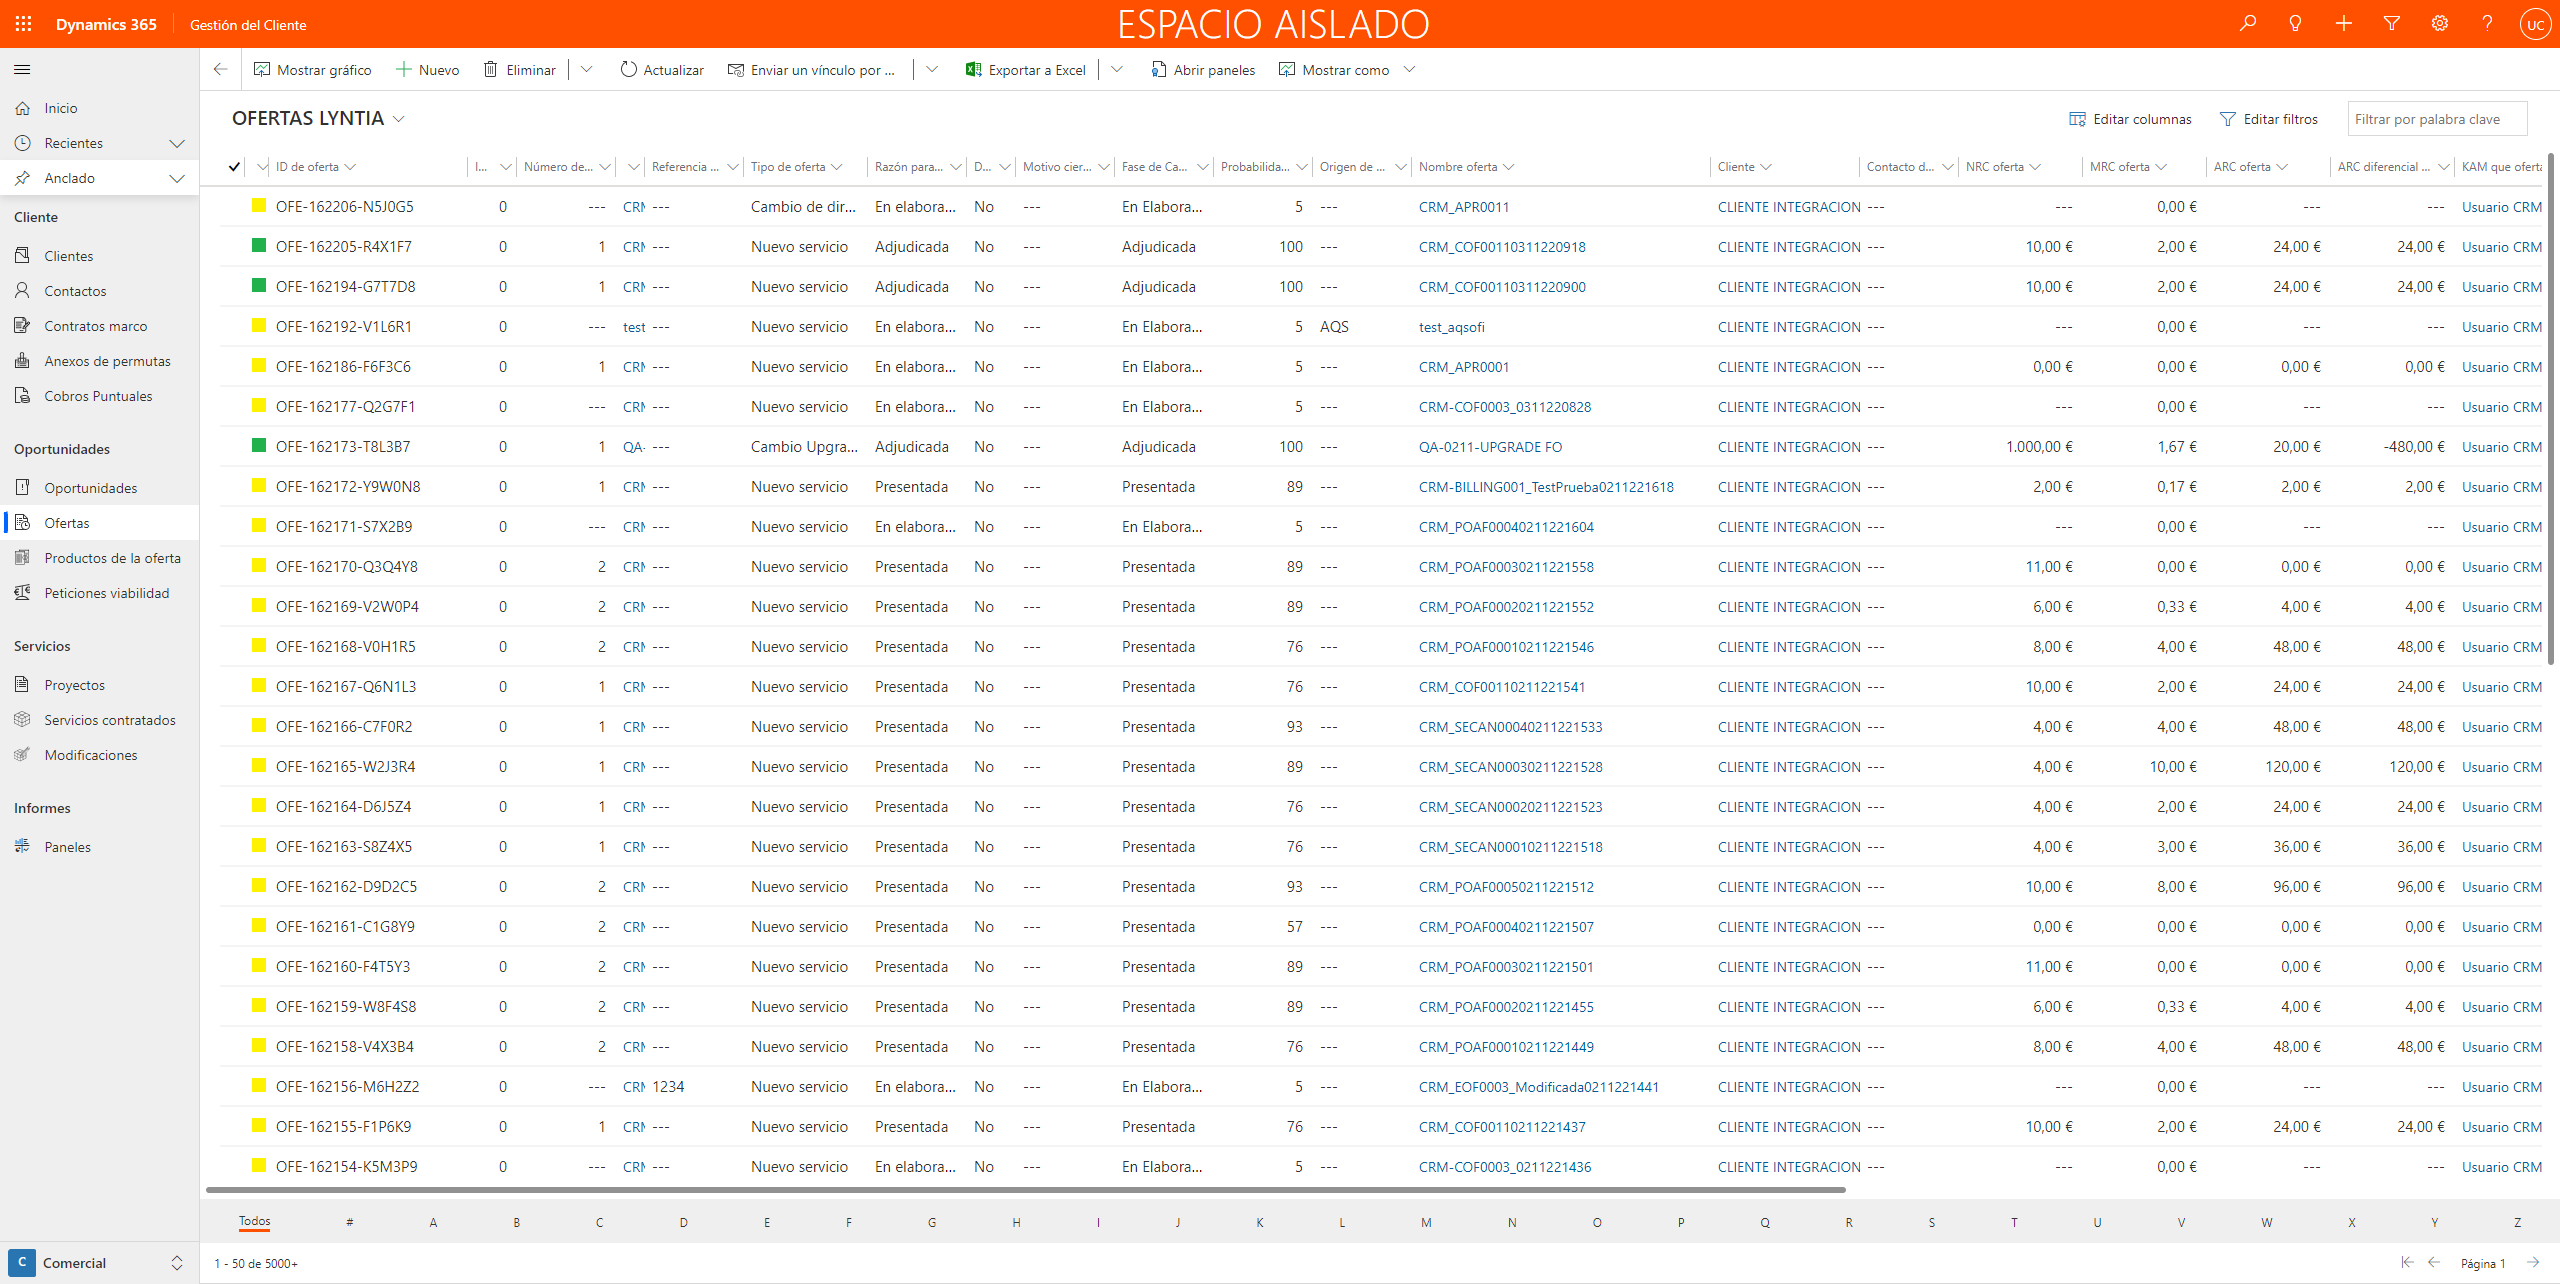 Dynamics 365 Gestión del Cliente ESPACIO AISLADO UC
Mostrar gráfico Nuevo Eliminar Actualizar Enviar un vínculo por ... Exportar a Excel Abrir paneles Mostrar como
Inicio
Recientes
Anclado
Cliente
Clientes
Contactos
Contratos marco
Anexos de permutas
Cobros Puntuales
Oportunidades
Oportunidades
Ofertas
Productos de la oferta
Peticiones viabilidad
Servicios
Proyectos
Servicios contratados
Modificaciones
Informes
Paneles
C Comercial
OFERTAS LYNTIA Editar columnas Editar filtros Filtrar por palabra clave
ID de oferta I... Número de... Referencia ... Tipo de oferta Razón para... D... Motivo cier... Fase de Ca... Probabilida... Origen de ... Nombre oferta Cliente Contacto d... NRC oferta MRC oferta ARC oferta ARC diferencial ... KAM que oferta
OFE-162206-N5J0G5 0 --- CRM --- Cambio de dir... En elabora... No --- En Elabora... 5 --- CRM_APR0011 CLIENTE INTEGRACION --- --- 0,00 € --- --- Usuario CRM
OFE-162205-R4X1F7 0 1 CRM --- Nuevo servicio Adjudicada No --- Adjudicada 100 --- CRM_COF00110311220918 CLIENTE INTEGRACION --- 10,00 € 2,00 € 24,00 € 24,00 € Usuario CRM
OFE-162194-G7T7D8 0 1 CRM --- Nuevo servicio Adjudicada No --- Adjudicada 100 --- CRM_COF00110311220900 CLIENTE INTEGRACION --- 10,00 € 2,00 € 24,00 € 24,00 € Usuario CRM
OFE-162192-V1L6R1 0 --- test --- Nuevo servicio En elabora... No --- En Elabora... 5 AQS test_aqsofi CLIENTE INTEGRACION --- --- 0,00 € --- --- Usuario CRM
OFE-162186-F6F3C6 0 1 CRM --- Nuevo servicio En elabora... No --- En Elabora... 5 --- CRM_APR0001 CLIENTE INTEGRACION --- 0,00 € 0,00 € 0,00 € 0,00 € Usuario CRM
OFE-162177-Q2G7F1 0 --- CRM --- Nuevo servicio En elabora... No --- En Elabora... 5 --- CRM-COF0003_0311220828 CLIENTE INTEGRACION --- --- 0,00 € --- --- Usuario CRM
OFE-162173-T8L3B7 0 1 QA- --- Cambio Upgra... Adjudicada No --- Adjudicada 100 --- QA-0211-UPGRADE FO CLIENTE INTEGRACION --- 1.000,00 € 1,67 € 20,00 € -480,00 € Usuario CRM
OFE-162172-Y9W0N8 0 1 CRM --- Nuevo servicio Presentada No --- Presentada 89 --- CRM-BILLING001_TestPrueba0211221618 CLIENTE INTEGRACION --- 2,00 € 0,17 € 2,00 € 2,00 € Usuario CRM
OFE-162171-S7X2B9 0 --- CRM --- Nuevo servicio En elabora... No --- En Elabora... 5 --- CRM_POAF00040211221604 CLIENTE INTEGRACION --- --- 0,00 € --- --- Usuario CRM
OFE-162170-Q3Q4Y8 0 2 CRM --- Nuevo servicio Presentada No --- Presentada 89 --- CRM_POAF00030211221558 CLIENTE INTEGRACION --- 11,00 € 0,00 € 0,00 € 0,00 € Usuario CRM
OFE-162169-V2W0P4 0 2 CRM --- Nuevo servicio Presentada No --- Presentada 89 --- CRM_POAF00020211221552 CLIENTE INTEGRACION --- 6,00 € 0,33 € 4,00 € 4,00 € Usuario CRM
OFE-162168-V0H1R5 0 2 CRM --- Nuevo servicio Presentada No --- Presentada 76 --- CRM_POAF00010211221546 CLIENTE INTEGRACION --- 8,00 € 4,00 € 48,00 € 48,00 € Usuario CRM
OFE-162167-Q6N1L3 0 1 CRM --- Nuevo servicio Presentada No --- Presentada 76 --- CRM_COF00110211221541 CLIENTE INTEGRACION --- 10,00 € 2,00 € 24,00 € 24,00 € Usuario CRM
OFE-162166-C7F0R2 0 1 CRM --- Nuevo servicio Presentada No --- Presentada 93 --- CRM_SECAN00040211221533 CLIENTE INTEGRACION --- 4,00 € 4,00 € 48,00 € 48,00 € Usuario CRM
OFE-162165-W2J3R4 0 1 CRM --- Nuevo servicio Presentada No --- Presentada 89 --- CRM_SECAN00030211221528 CLIENTE INTEGRACION --- 4,00 € 10,00 € 120,00 € 120,00 € Usuario CRM
OFE-162164-D6J5Z4 0 1 CRM --- Nuevo servicio Presentada No --- Presentada 76 --- CRM_SECAN00020211221523 CLIENTE INTEGRACION --- 4,00 € 2,00 € 24,00 € 24,00 € Usuario CRM
OFE-162163-S8Z4X5 0 1 CRM --- Nuevo servicio Presentada No --- Presentada 76 --- CRM_SECAN00010211221518 CLIENTE INTEGRACION --- 4,00 € 3,00 € 36,00 € 36,00 € Usuario CRM
OFE-162162-D9D2C5 0 2 CRM --- Nuevo servicio Presentada No --- Presentada 93 --- CRM_POAF00050211221512 CLIENTE INTEGRACION --- 10,00 € 8,00 € 96,00 € 96,00 € Usuario CRM
OFE-162161-C1G8Y9 0 2 CRM --- Nuevo servicio Presentada No --- Presentada 57 --- CRM_POAF00040211221507 CLIENTE INTEGRACION --- 0,00 € 0,00 € 0,00 € 0,00 € Usuario CRM
OFE-162160-F4T5Y3 0 2 CRM --- Nuevo servicio Presentada No --- Presentada 89 --- CRM_POAF00030211221501 CLIENTE INTEGRACION --- 11,00 € 0,00 € 0,00 € 0,00 € Usuario CRM
OFE-162159-W8F4S8 0 2 CRM --- Nuevo servicio Presentada No --- Presentada 89 --- CRM_POAF00020211221455 CLIENTE INTEGRACION --- 6,00 € 0,33 € 4,00 € 4,00 € Usuario CRM
OFE-162158-V4X3B4 0 2 CRM --- Nuevo servicio Presentada No --- Presentada 76 --- CRM_POAF00010211221449 CLIENTE INTEGRACION --- 8,00 € 4,00 € 48,00 € 48,00 € Usuario CRM
OFE-162156-M6H2Z2 0 --- CRM 1234 Nuevo servicio En elabora... No --- En Elabora... 5 --- CRM_EOF0003_Modificada0211221441 CLIENTE INTEGRACION --- --- 0,00 € --- --- Usuario CRM
OFE-162155-F1P6K9 0 1 CRM --- Nuevo servicio Presentada No --- Presentada 76 --- CRM_COF00110211221437 CLIENTE INTEGRACION --- 10,00 € 2,00 € 24,00 € 24,00 € Usuario CRM
OFE-162154-K5M3P9 0 --- CRM --- Nuevo servicio En elabora... No --- En Elabora... 5 --- CRM-COF0003_0211221436 CLIENTE INTEGRACION --- --- 0,00 € --- --- Usuario CRM
Todos # A B C D E F G H I J K L M N O P Q R S T U V W X Y Z
1 - 50 de 5000+ Página 1